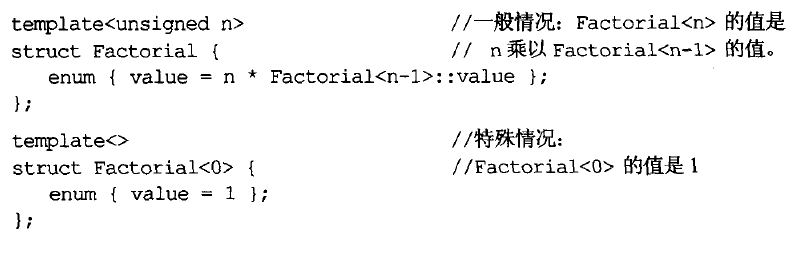 template<unsigned n> //一般情况：Factorial<n> 的值是
struct Factorial { // n 乘以 Factorial<n-1> 的值。
enum { value = n * Factorial<n-1>::value };
};
template<> //特殊情况：
struct Factorial<0> { //Factorial<0> 的值是 1
enum { value = 1 };
};